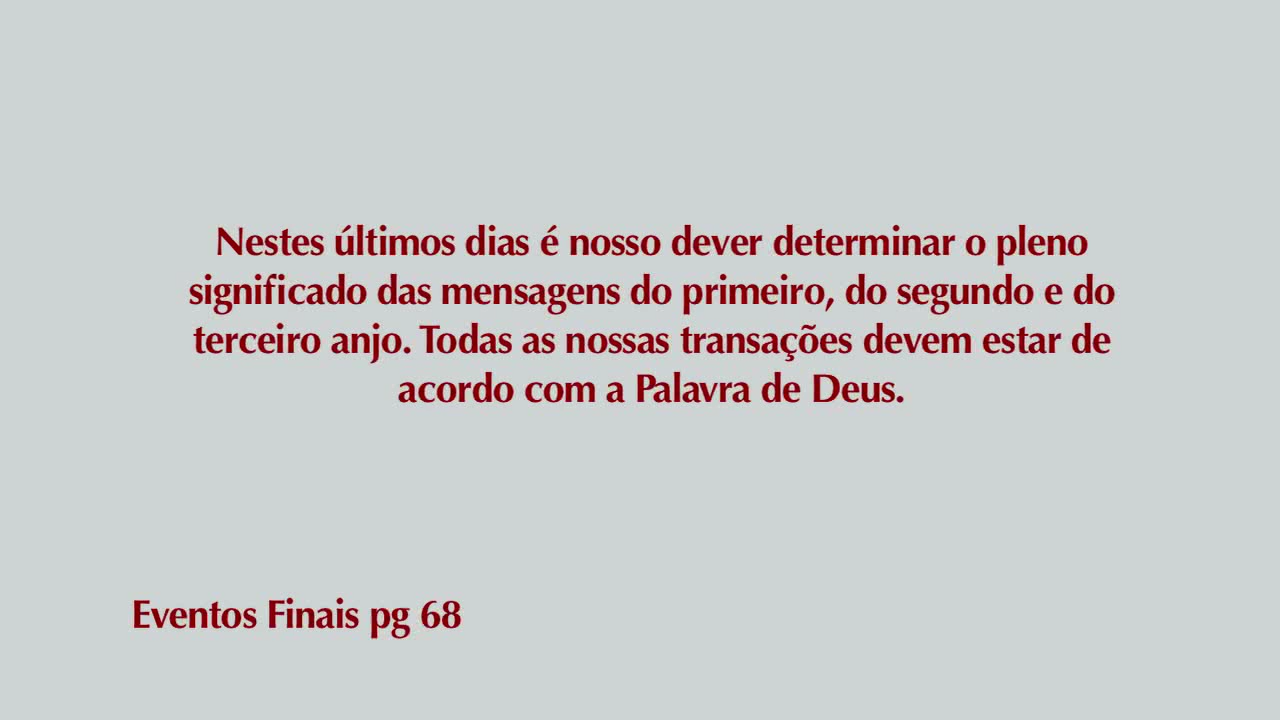 Nestes últimos dias é nosso dever determinar o pleno
significado das mensagens do primeiro, do segundo e do
terceiro anjo. Todas as nossas transações devem estar de
acordo com a Palavra de Deus.
Eventos Finais pg 68